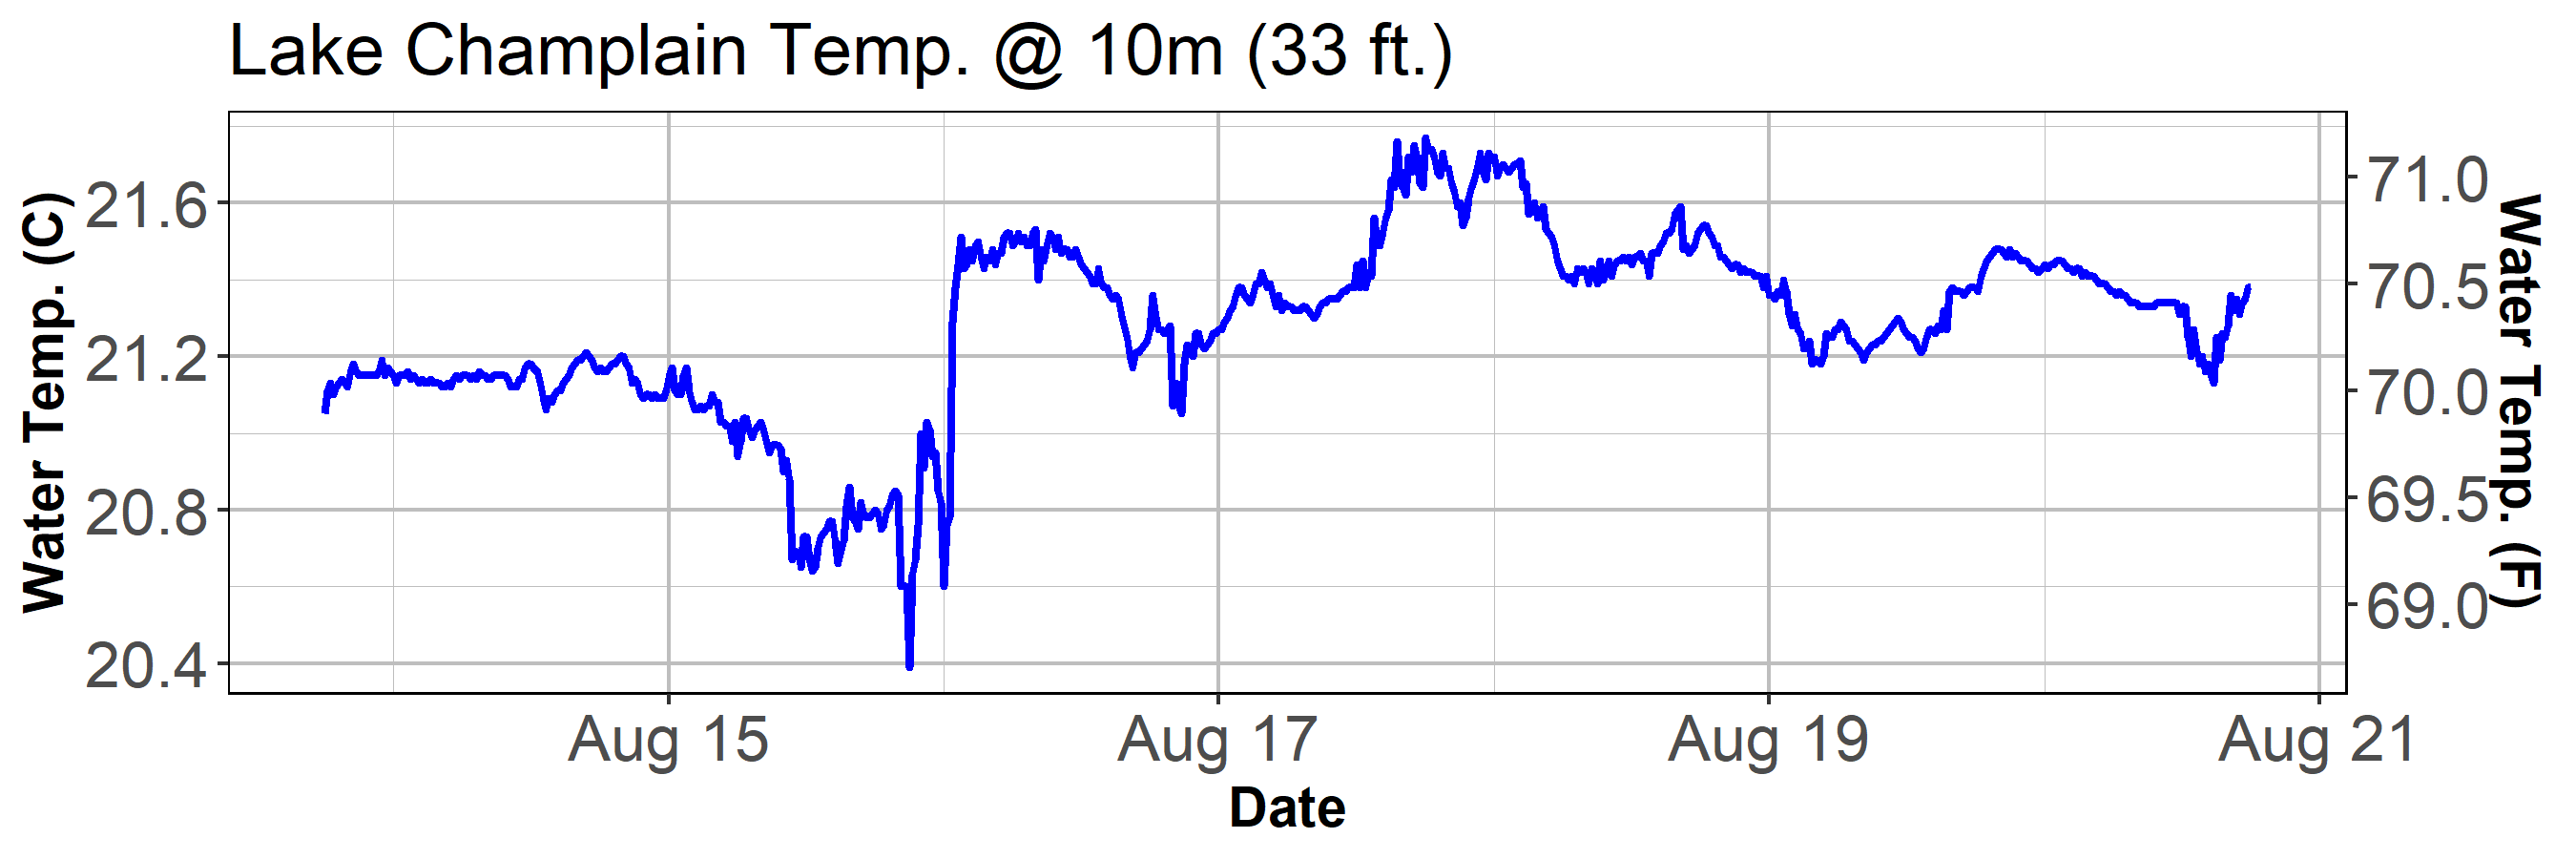 Lake Champlain Temp. @ 10m (33 ft.)
Water Temp. (C)
21.6
21.2
20.8
20.4
71.0
70.5
70.0
69.5
69.0
Water Temp. (F)
Aug 15 Aug 17 Aug 19 Aug 21
Date